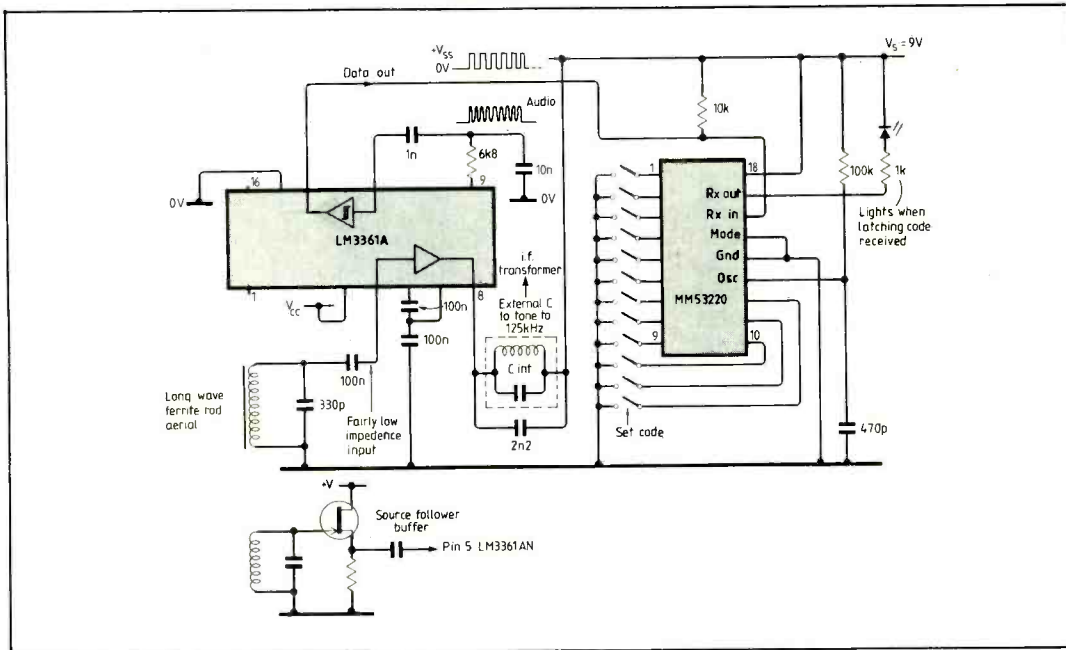 +VSS
0V
Data out
VS = 9V
Audio
1n
6k8
10n
0V
10k
100k
1k
Lights when
latching code
received
16
9
0V
LM3361A
1
8
VCC
100n
100n
i.f.
transformer
External C
to tone to
125kHz
C int
2n2
1
18
Rx out
Rx in
Mode
Gnd
Osc
MM53220
9
10
Set code
470p
Long wave
ferrite rod
aerial
330p
100n
Fairly low
impedence
input
+V
Source follower
buffer
Pin 5 LM3361AN